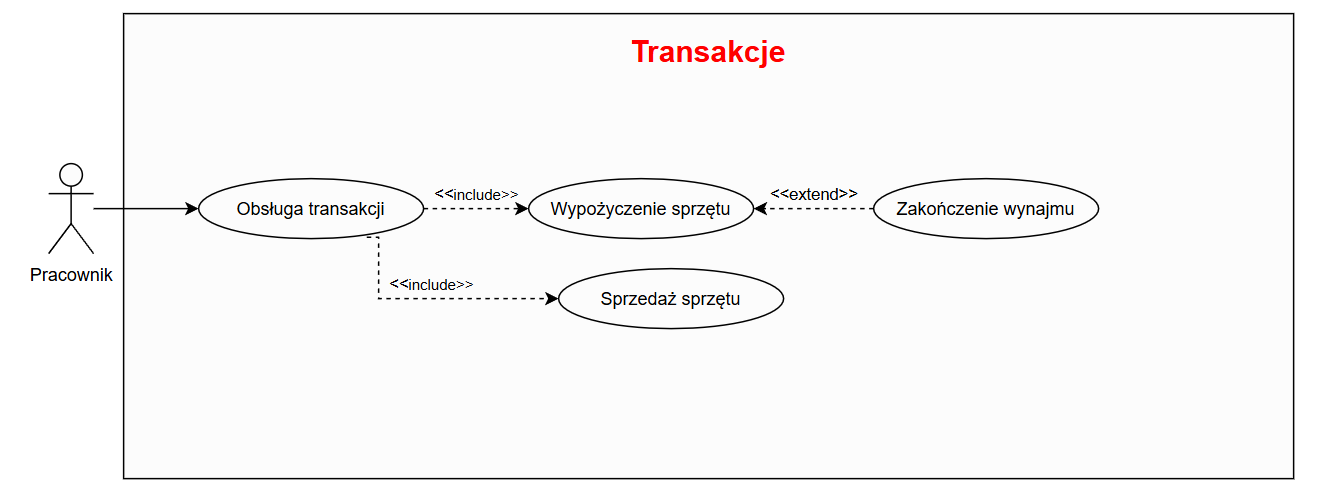 Transakcje
Obsługa transakcji
<<include>>
Wypożyczenie sprzętu
<<extend>>
Zakończenie wynajmu
Pracownik
<<include>>
Sprzedaż sprzętu